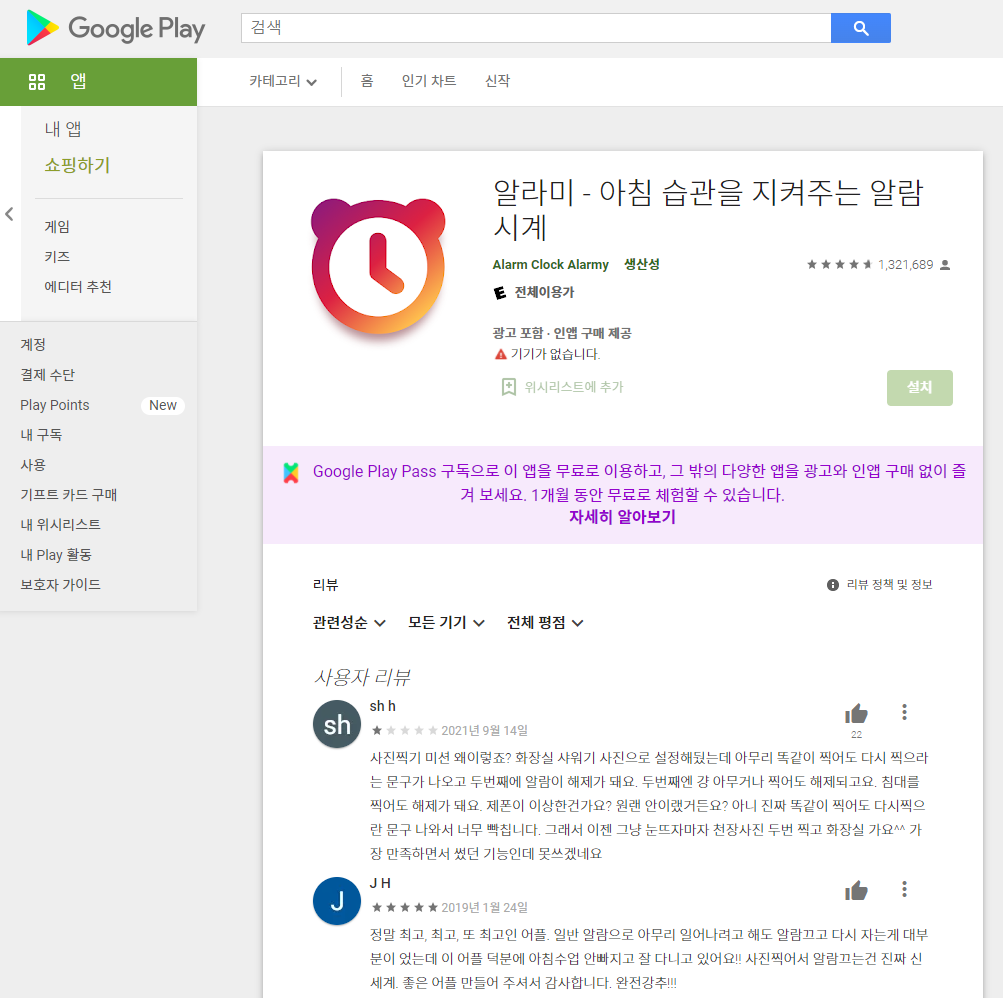 Google Play
검색
앱
카테고리
홈
인기 차트
신작
내 앱
쇼핑하기
게임
키즈
에디터 추천
계정
결제 수단
Play Points
New
내 구독
사용
기프트 카드 구매
내 위시리스트
내 Play 활동
보호자 가이드
알라미 - 아침 습관을 지켜주는 알람
시계
Alarm Clock Alarmy 생산성
1,321,689
전체이용가
광고 포함 · 인앱 구매 제공
기기가 없습니다.
위시리스트에 추가
설치
Google Play Pass 구독으로 이 앱을 무료로 이용하고, 그 밖의 다양한 앱을 광고와 인앱 구매 없이 즐
겨 보세요. 1개월 동안 무료로 체험할 수 있습니다.
자세히 알아보기
리뷰
리뷰 정책 및 정보
관련성순
모든 기기
전체 평점
사용자 리뷰
sh
sh h
2021년 9월 14일
22
사진찍기 미션 왜이렇죠? 화장실 샤워기 사진으로 설정해뒀는데 아무리 똑같이 찍어도 다시 찍으라
는 문구가 나오고 두번째에 알람이 해제가 돼요. 두번째엔 걍 아무거나 찍어도 해제되고요. 침대를
찍어도 해제가 돼요. 제폰이 이상한건가요? 원랜 안이랬거든요? 아니 진짜 똑같이 찍어도 다시찍으
란 문구 나와서 너무 빡칩니다. 그래서 이젠 그냥 눈뜨자마자 천장사진 두번 찍고 화장실 가요^^ 가
장 만족하면서 썼던 기능인데 못쓰겠네요
J
J H
2019년 1월 24일
정말 최고, 최고, 또 최고인 어플. 일반 알람으로 아무리 일어나려고 해도 알람끄고 다시 자는게 대부
분이 었는데 이 어플 덕분에 아침수업 안빠지고 잘 다니고 있어요!! 사진찍어서 알람끄는건 진짜 신
세계. 좋은 어플 만들어 주셔서 감사합니다. 완전강추!!!